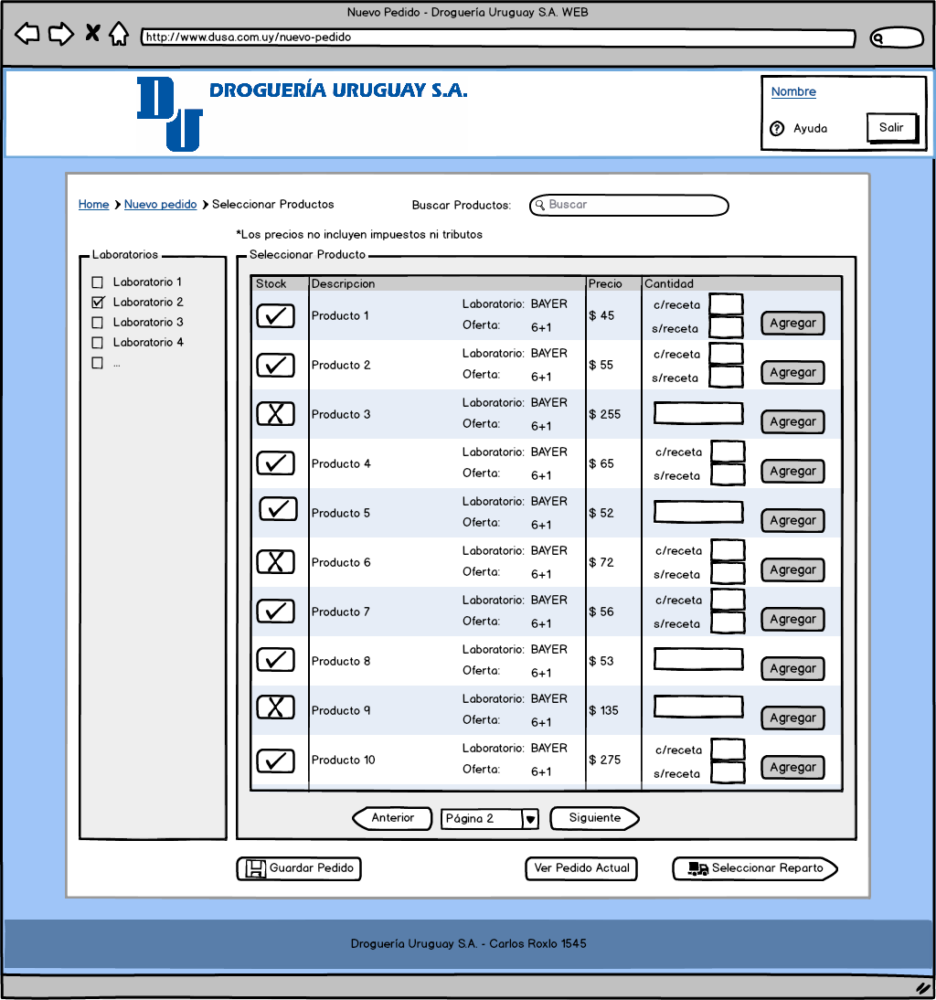 Nuevo Pedido - Droguería Uruguay S.A. WEB
http://www.dusa.com.uy/nuevo-pedido
DU
DROGUERÍA URUGUAY S.A.
Nombre
? Ayuda
Salir
Home > Nuevo pedido > Seleccionar Productos
Buscar Productos:
Buscar
*Los precios no incluyen impuestos ni tributos
Laboratorios
Laboratorio 1
Laboratorio 2
Laboratorio 3
Laboratorio 4
...
Seleccionar Producto
Stock Descripcion Precio Cantidad
Producto 1 Laboratorio: BAYER $ 45 c/receta
Oferta: 6+1 s/receta Agregar
Producto 2 Laboratorio: BAYER $ 55 c/receta
Oferta: 6+1 s/receta Agregar
Producto 3 Laboratorio: BAYER $ 255
Oferta: 6+1 Agregar
Producto 4 Laboratorio: BAYER $ 65 c/receta
Oferta: 6+1 s/receta Agregar
Producto 5 Laboratorio: BAYER $ 52
Oferta: 6+1 Agregar
Producto 6 Laboratorio: BAYER $ 72 c/receta
Oferta: 6+1 s/receta Agregar
Producto 7 Laboratorio: BAYER $ 56 c/receta
Oferta: 6+1 s/receta Agregar
Producto 8 Laboratorio: BAYER $ 53
Oferta: 6+1 Agregar
Producto 9 Laboratorio: BAYER $ 135
Oferta: 6+1 Agregar
Producto 10 Laboratorio: BAYER $ 275 c/receta
Oferta: 6+1 s/receta Agregar
Anterior Página 2 Siguiente
Guardar Pedido Ver Pedido Actual Seleccionar Reparto
Droguería Uruguay S.A. - Carlos Roxlo 1545